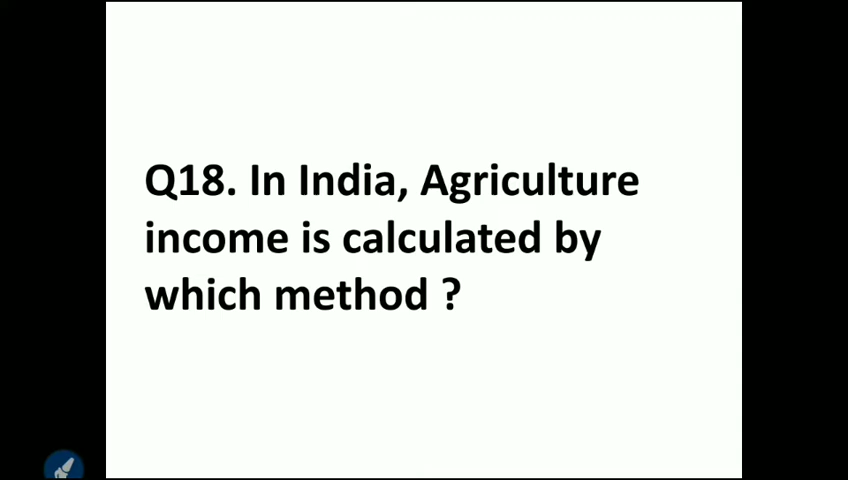 Q18. In India, Agriculture
income is calculated by
which method ?